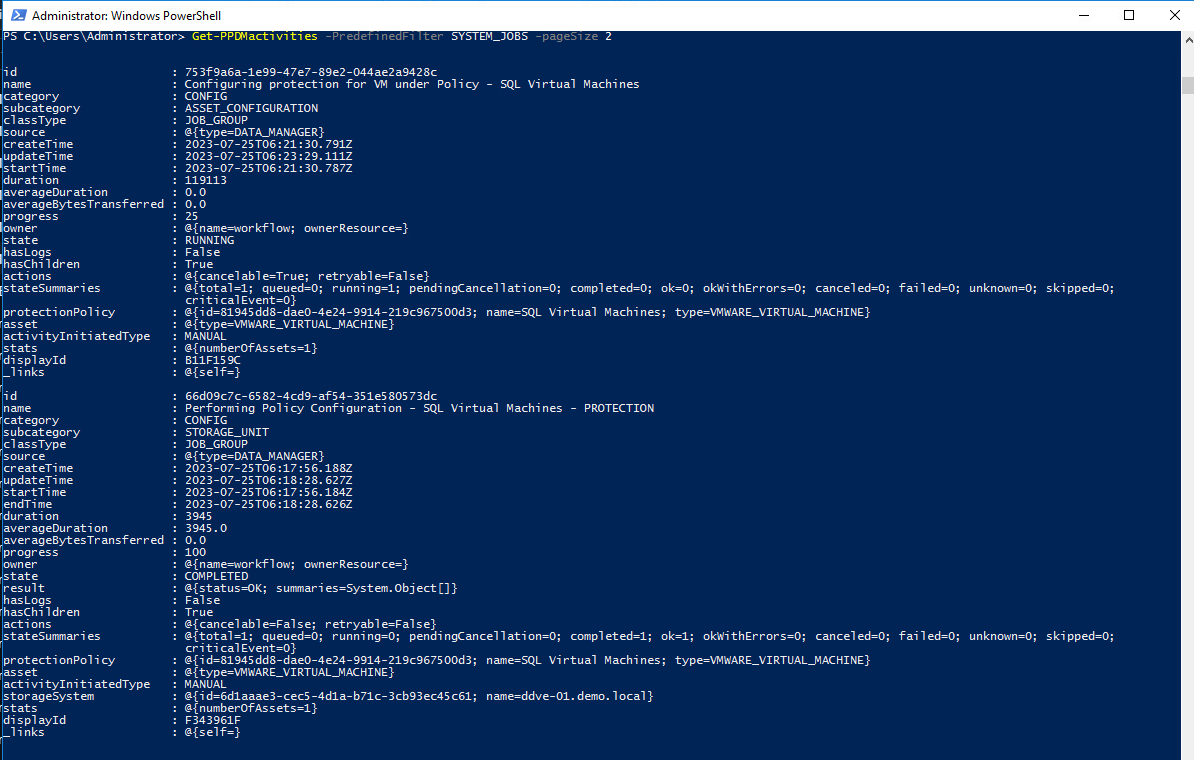 Administrator: Windows PowerShell
PS C:\Users\Administrator> Get-PPDMactivities -PredefinedFilter SYSTEM_JOBS -pageSize 2
id : 753f9a6a-1e99-47e7-89e2-044ae2a9428c
name : Configuring protection for VM under Policy - SQL Virtual Machines
category : CONFIG
subcategory : ASSET_CONFIGURATION
classType : JOB_GROUP
source : @{type=DATA_MANAGER}
createTime : 2023-07-25T06:21:30.791Z
updateTime : 2023-07-25T06:23:29.111Z
startTime : 2023-07-25T06:21:30.787Z
duration : 119113
averageDuration : 0.0
averageBytesTransferred : 0.0
progress : 25
owner : @{name=workflow; ownerResource=}
state : RUNNING
hasLogs : False
hasChildren : True
actions : @{cancelable=True; retryable=False}
stateSummaries : @{total=1; queued=0; running=1; pendingCancellation=0; completed=0; ok=0; okWithErrors=0; canceled=0; failed=0; unknown=0; skipped=0;
criticalEvent=0}
protectionPolicy : @{id=81945dd8-dae0-4e24-9914-219c967500d3; name=SQL Virtual Machines; type=VMWARE_VIRTUAL_MACHINE}
asset : @{type=VMWARE_VIRTUAL_MACHINE}
activityInitiatedType : MANUAL
stats : @{numberOfAssets=1}
displayId : B11F159C
_links : @{self=}
id : 66d09c7c-6582-4cd9-af54-351e580573dc
name : Performing Policy Configuration - SQL Virtual Machines - PROTECTION
category : CONFIG
subcategory : STORAGE_UNIT
classType : JOB_GROUP
source : @{type=DATA_MANAGER}
createTime : 2023-07-25T06:17:56.188Z
updateTime : 2023-07-25T06:18:28.627Z
startTime : 2023-07-25T06:17:56.184Z
endTime : 2023-07-25T06:18:28.626Z
duration : 3945
averageDuration : 3945.0
averageBytesTransferred : 0.0
progress : 100
owner : @{name=workflow; ownerResource=}
state : COMPLETED
result : @{status=OK; summaries=System.Object[]}
hasLogs : False
hasChildren : True
actions : @{cancelable=False; retryable=False}
stateSummaries : @{total=1; queued=0; running=0; pendingCancellation=0; completed=1; ok=1; okWithErrors=0; canceled=0; failed=0; unknown=0; skipped=0;
criticalEvent=0}
protectionPolicy : @{id=81945dd8-dae0-4e24-9914-219c967500d3; name=SQL Virtual Machines; type=VMWARE_VIRTUAL_MACHINE}
asset : @{type=VMWARE_VIRTUAL_MACHINE}
activityInitiatedType : MANUAL
storageSystem : @{id=6d1aaae3-cec5-4d1a-b71c-3cb93ec45c61; name=ddve-01.demo.local}
stats : @{numberOfAssets=1}
displayId : F343961F
_links : @{self=}